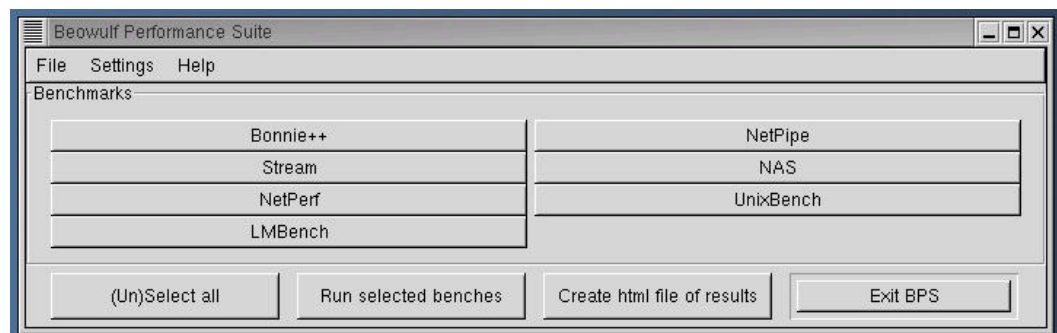 Beowulf Performance Suite
File Settings Help
Benchmarks
Bonnie++ NetPipe
Stream NAS
NetPerf UnixBench
LMBench
(Un)Select all Run selected benches Create html file of results Exit BPS